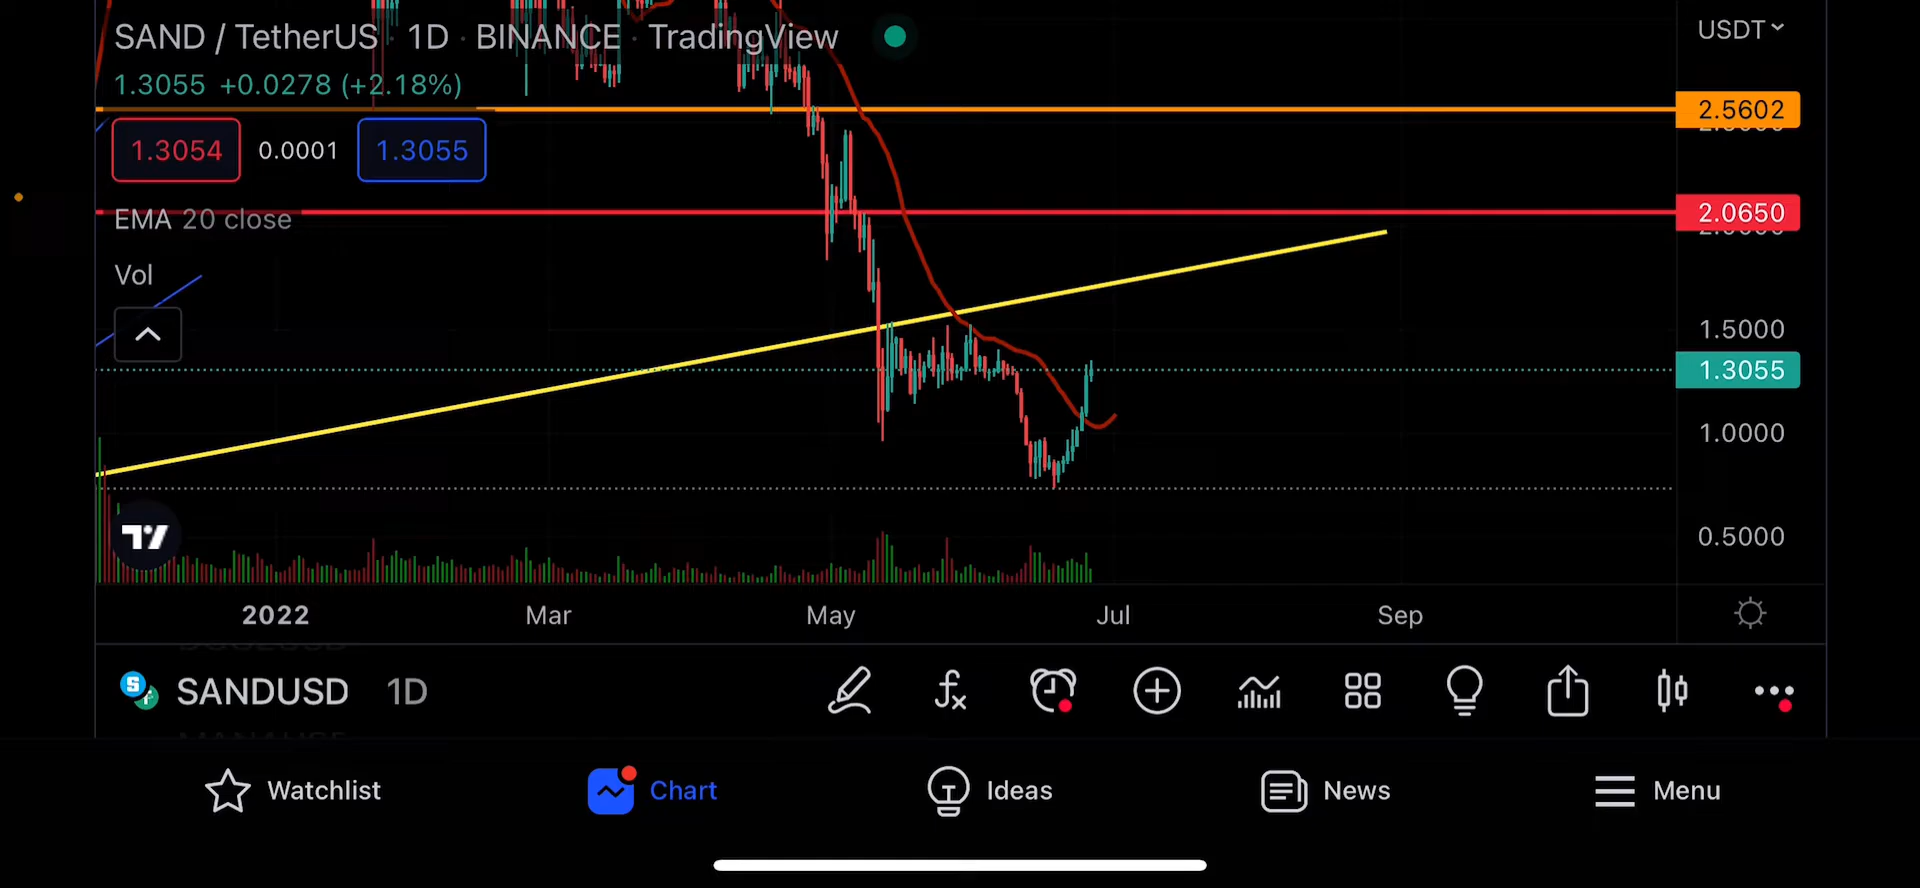 SAND / TetherUS · 1D · BINANCE · TradingView
USDT
1.3055 +0.0278 (+2.18%)
2.5602
1.3054 0.0001 1.3055
2.0650
EMA 20 close
Vol
1.5000
1.3055
1.0000
0.5000
2022 Mar May Jul Sep
SANDUSD 1D
Watchlist Chart Ideas News Menu